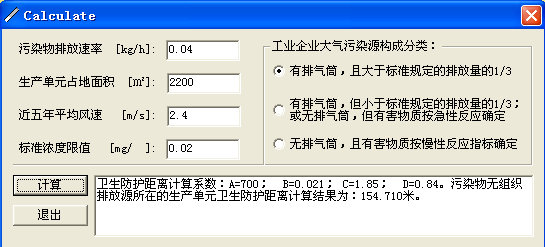 Calculate
污染物排放速率 [kg/h]: 0.04
生产单元占地面积 [㎡]: 2200
近五年平均风速 [m/s]: 2.4
标准浓度限值 [mg/ ]: 0.02
工业企业大气污染源构成分类：
有排气筒，且大于标准规定的排放量的1/3
有排气筒，但小于标准规定的排放量的1/3；
或无排气筒，但有害物质按急性反应确定
无排气筒，且有害物质按慢性反应指标确定
计算
退出
卫生防护距离计算系数：A=700； B=0.021； C=1.85； D=0.84。污染物无组织
排放源所在的生产单元卫生防护距离计算结果为：154.710米。